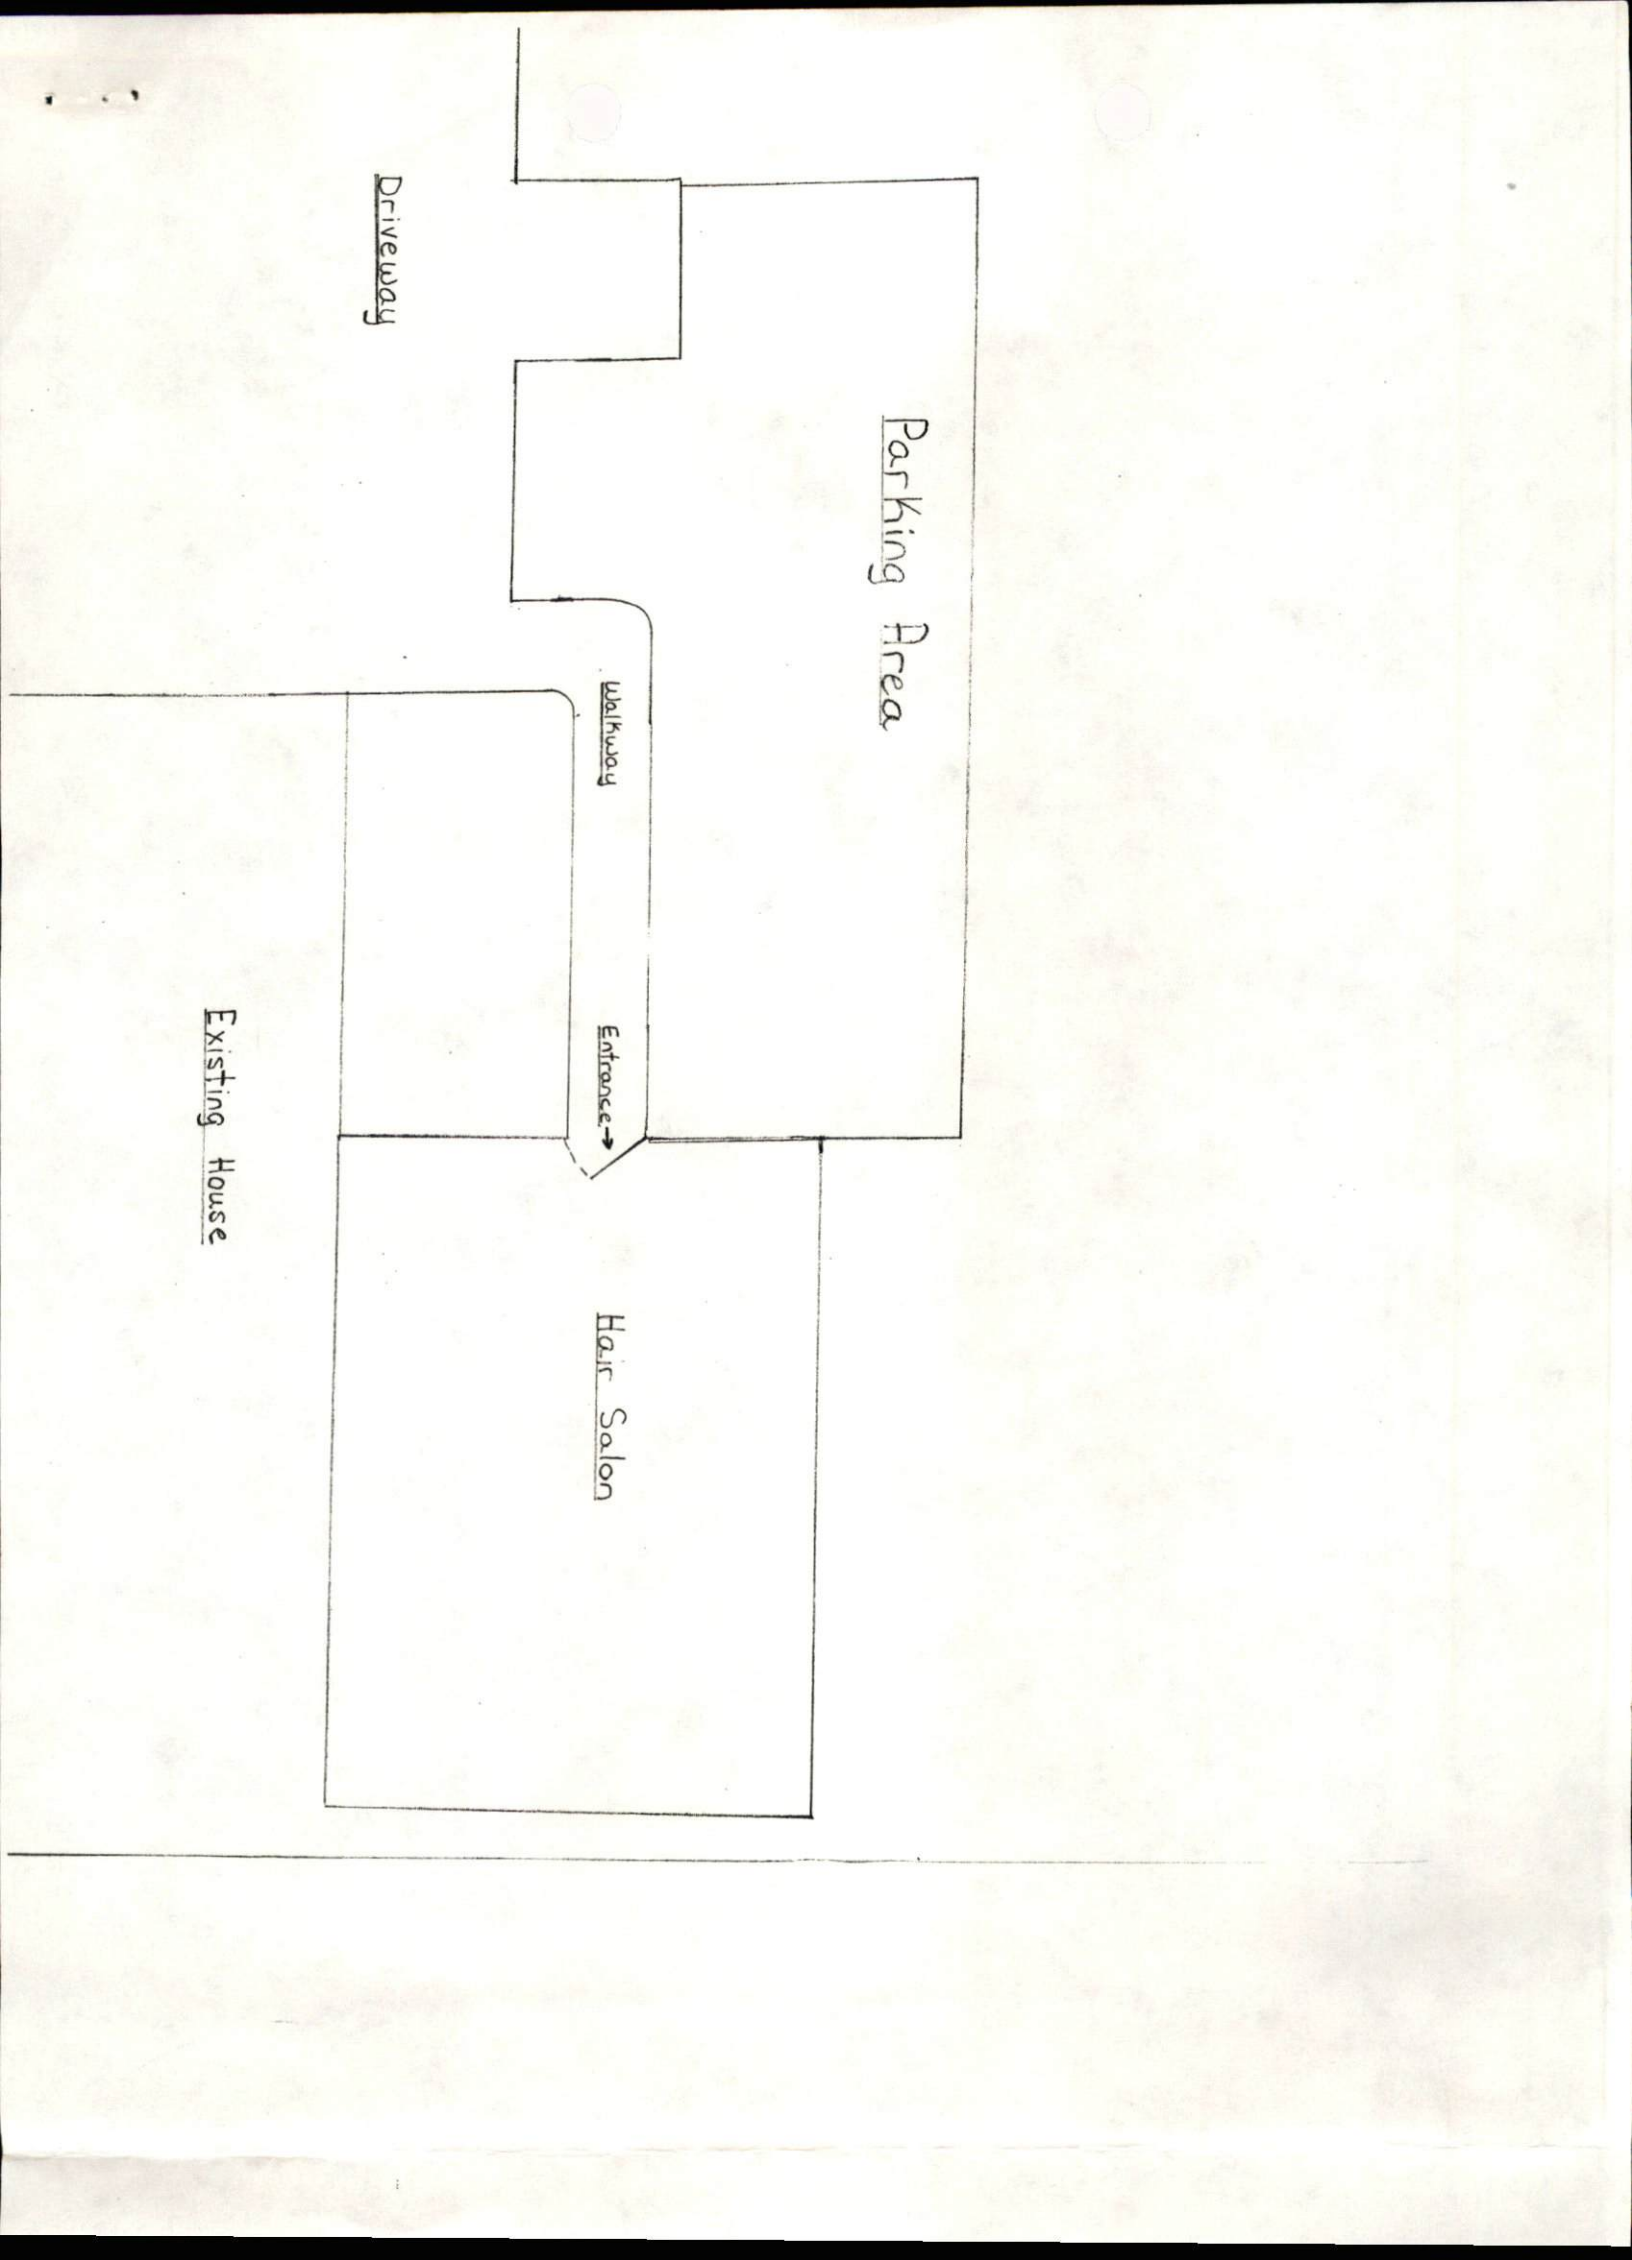 Parking Area
Driveway
Walkway
Entrance→
Hair Salon
Existing House